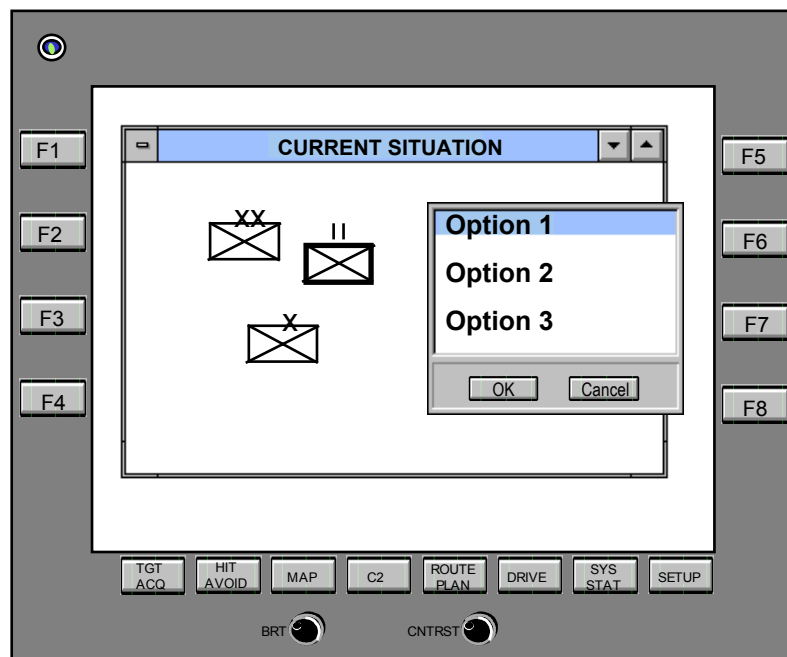 CURRENT SITUATION
F1
F5
XX
II
Option 1
F2
F6
Option 2
F3
X
Option 3
F7
OK
Cancel
F4
F8
TGT
ACQ
HIT
AVOID
MAP
C2
ROUTE
PLAN
DRIVE
SYS
STAT
SETUP
BRT
CNTRST